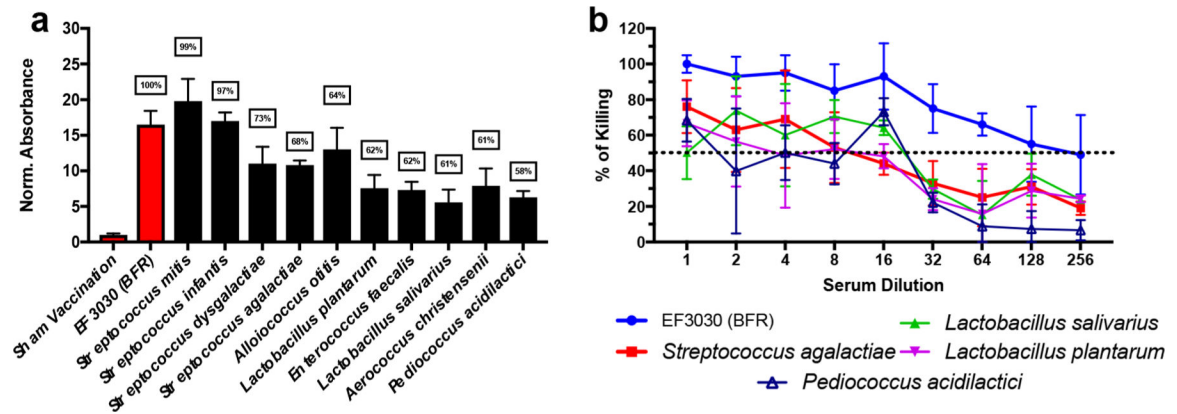 a
30
25
20
15
10
5
0
Norm. Absorbance
100%
99%
97%
73%
68%
64%
62%
62%
61%
61%
58%
Sham Vaccination
EF3030 (BFR)
Streptococcus mitis
Streptococcus infantis
Streptococcus dysgalactiae
Streptococcus agalactiae
Alloiococcus otitis
Lactobacillus plantarum
Enterococcus faecalis
Lactobacillus salivarius
Aerococcus christensenii
Pediococcus acidilactici
b
120
100
80
60
40
20
0
% of Killing
1 2 4 8 16 32 64 128 256
Serum Dilution
EF3030 (BFR)
Lactobacillus salivarius
Streptococcus agalactiae
Lactobacillus plantarum
Pediococcus acidilactici